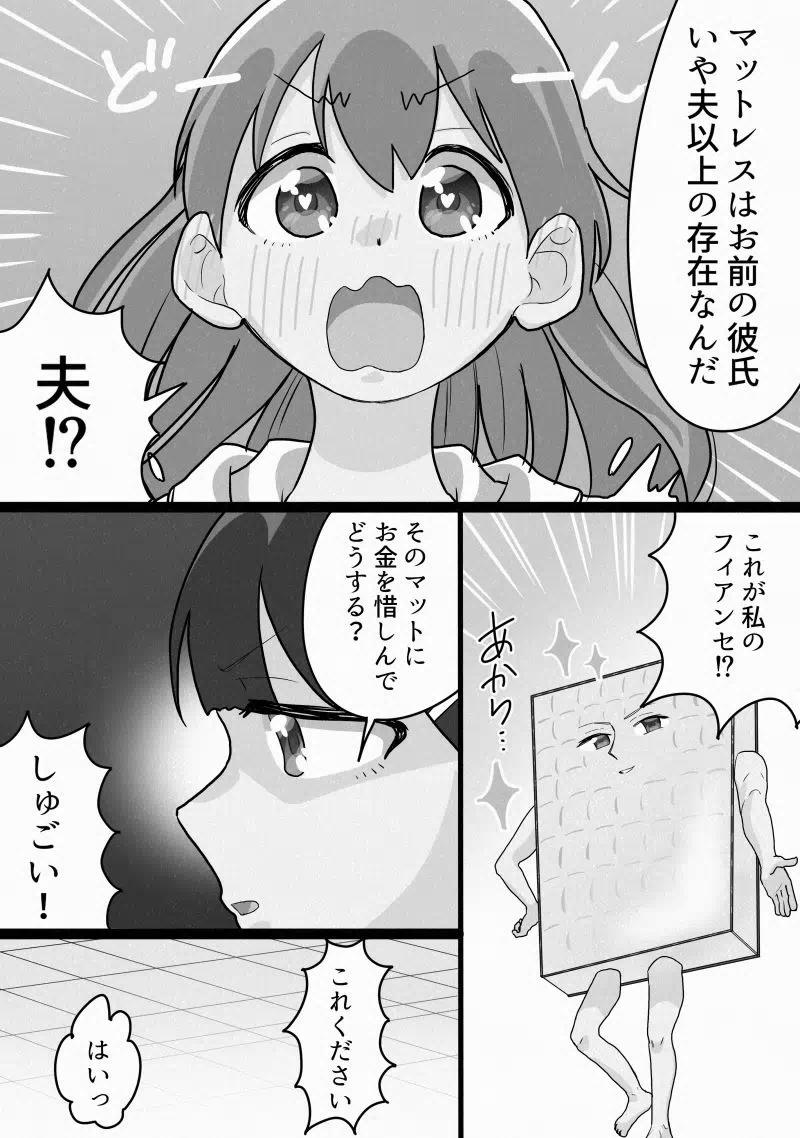 マットレスはお前の彼氏
いや夫以上の存在なんだ
どーーん
夫!?
これが私の
フィアンセ!?
あかり…
そのマットに
お金を惜しんで
どうする?
しゅごい!
これください
はいっ